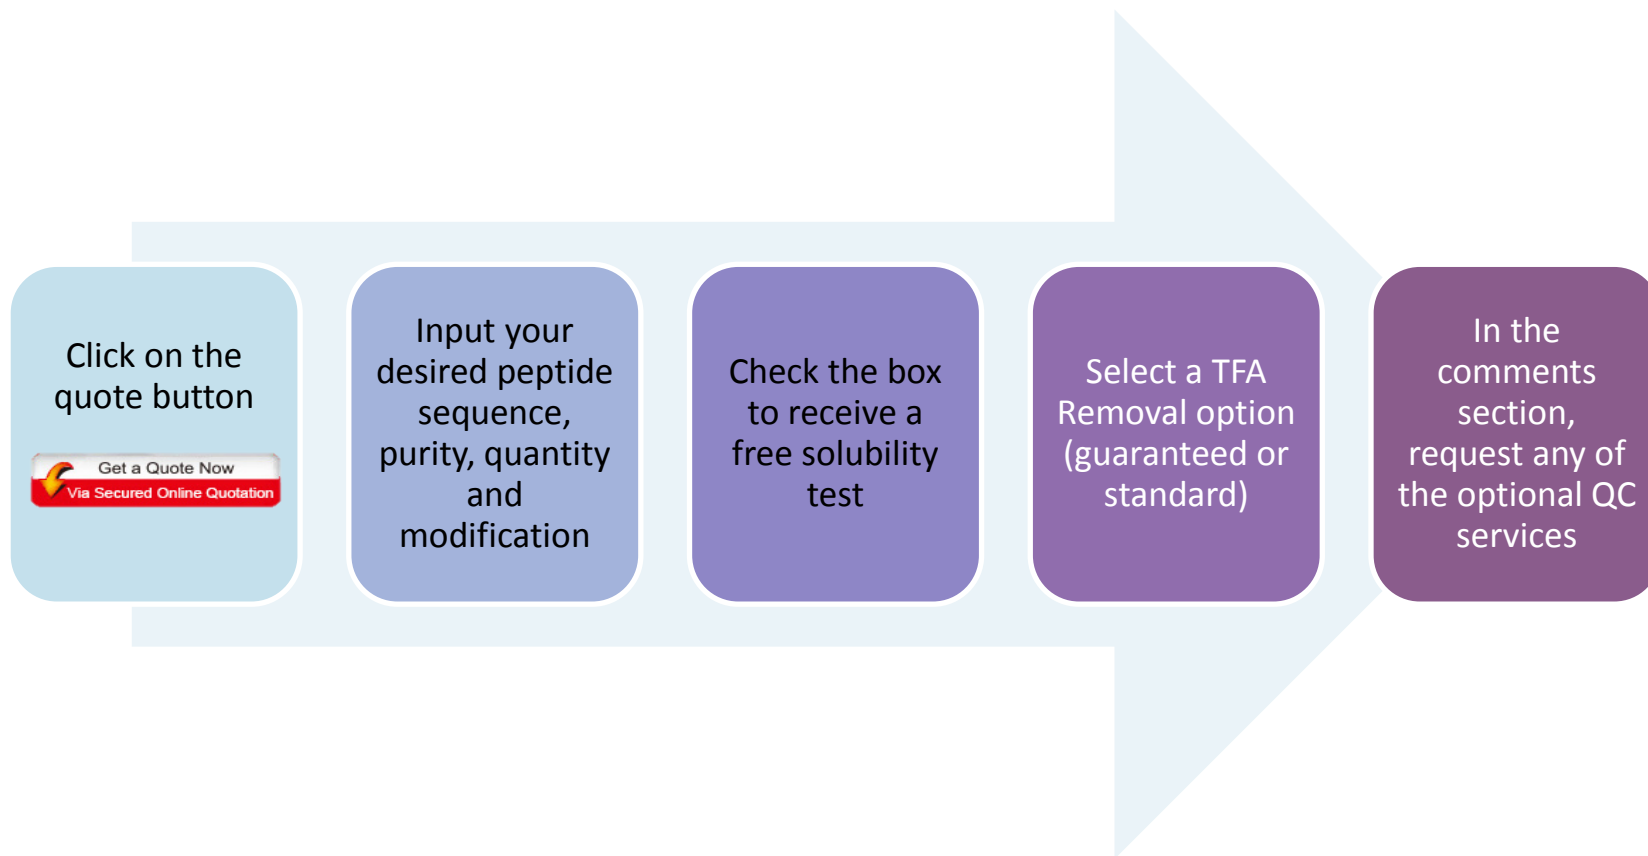 Click on the
quote button
Get a Quote Now
Via Secured Online Quotation
Input your
desired peptide
sequence,
purity, quantity
and
modification
Check the box
to receive a
free solubility
test
Select a TFA
Removal option
(guaranteed or
standard)
In the
comments
section,
request any of
the optional QC
services